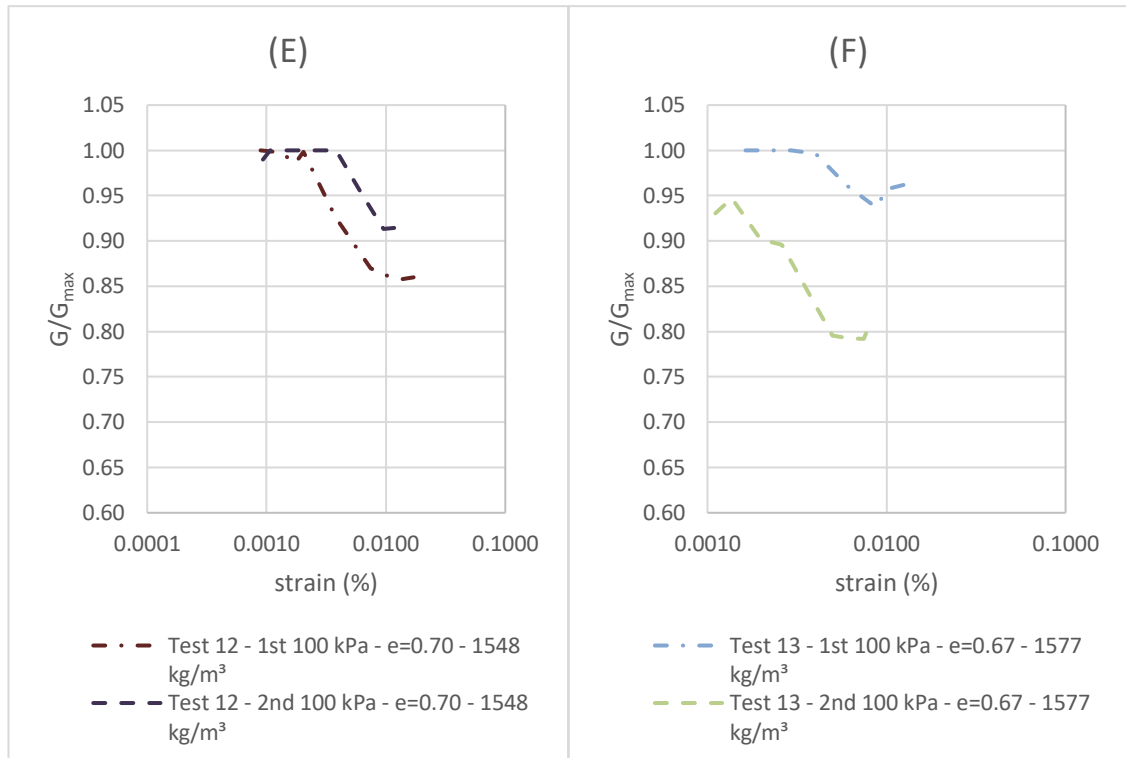 (E)
1.05
1.00
0.95
0.90
0.85
0.80
0.75
0.70
0.65
0.60
G/Gmax
0.0001 0.0010 0.0100 0.1000
strain (%)
Test 12 - 1st 100 kPa - e=0.70 - 1548
kg/m³
Test 12 - 2nd 100 kPa - e=0.70 - 1548
kg/m³
(F)
1.05
1.00
0.95
0.90
0.85
0.80
0.75
0.70
0.65
0.60
G/Gmax
0.0010 0.0100 0.1000
strain (%)
Test 13 - 1st 100 kPa - e=0.67 - 1577
kg/m³
Test 13 - 2nd 100 kPa - e=0.67 - 1577
kg/m³